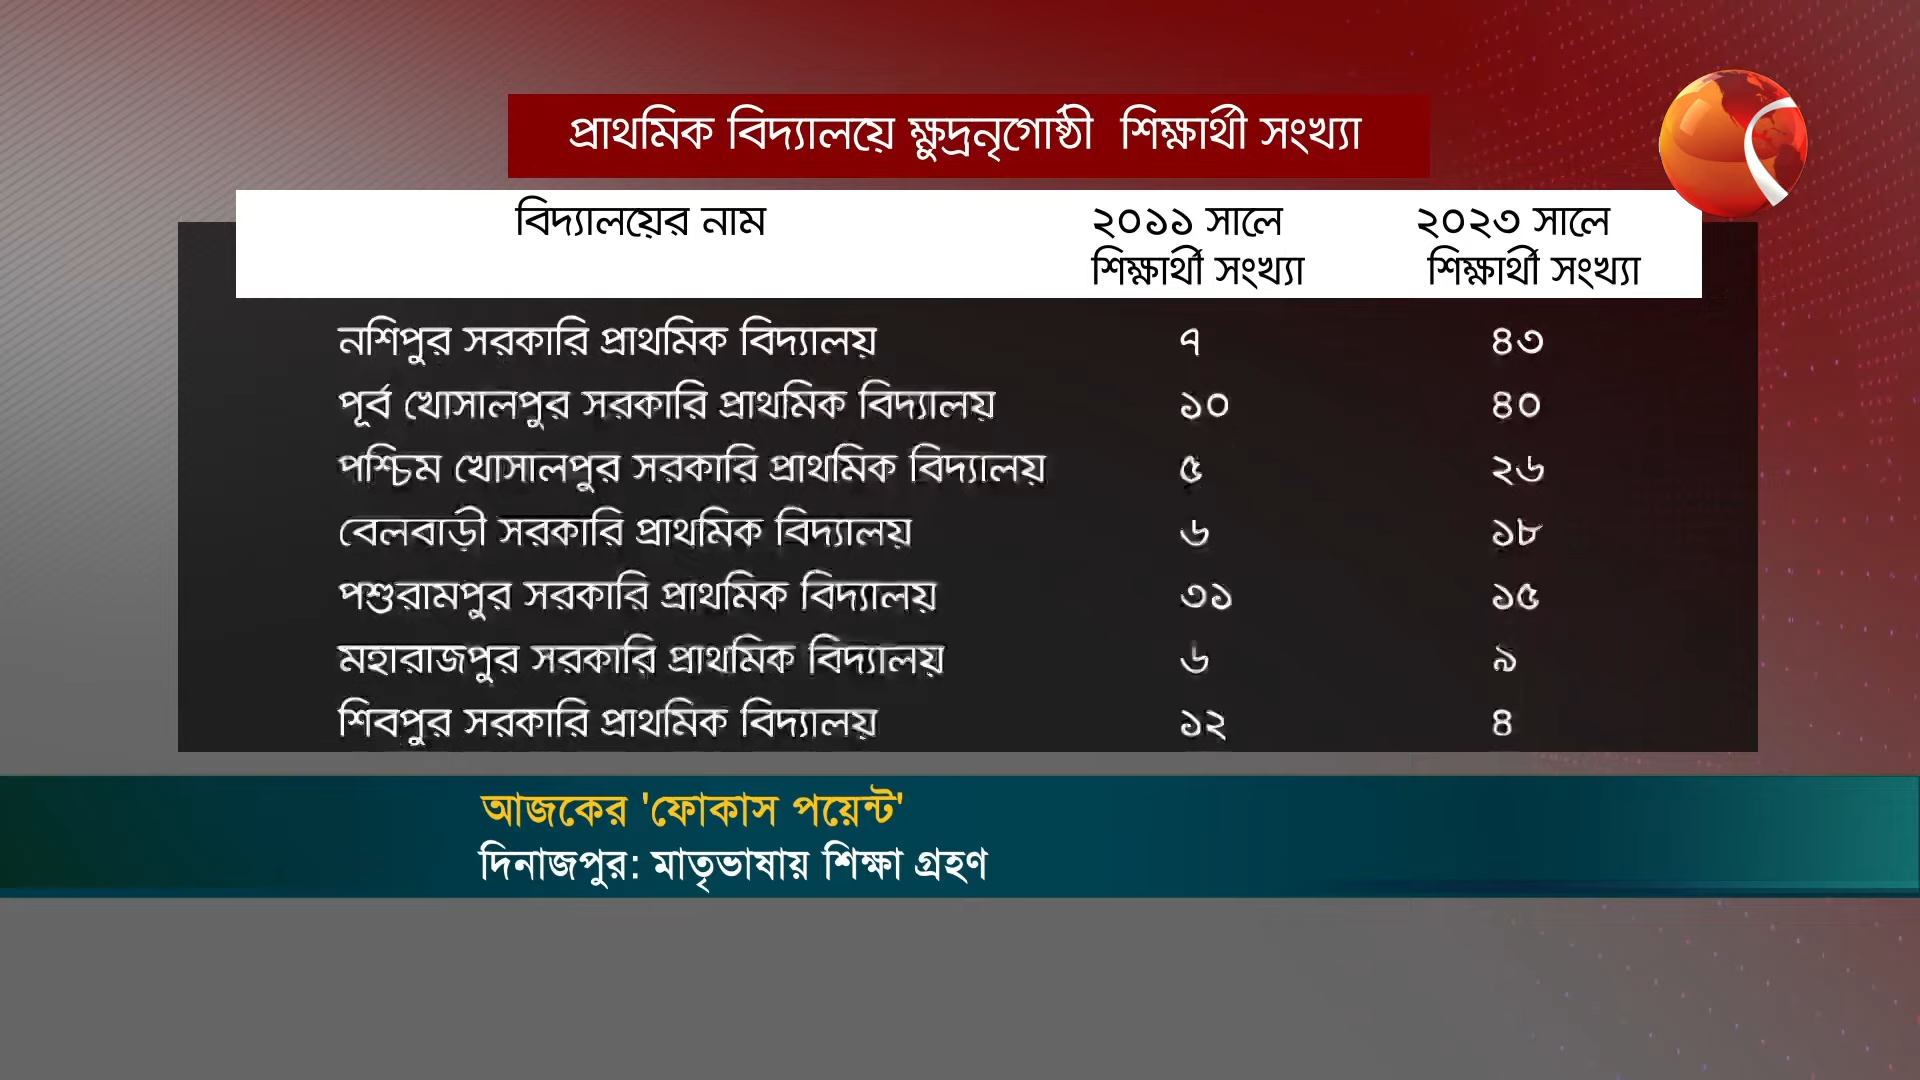 প্রাথমিক বিদ্যালয়ে ক্ষুদ্রনৃগোষ্ঠী শিক্ষার্থী সংখ্যা
বিদ্যালয়ের নাম ২০১১ সালে ২০২৩ সালে
শিক্ষার্থী সংখ্যা শিক্ষার্থী সংখ্যা
নশিপুর সরকারি প্রাথমিক বিদ্যালয় ৭ ৪৩
পূর্ব খোসালপুর সরকারি প্রাথমিক বিদ্যালয় ১০ ৪০
পশ্চিম খোসালপুর সরকারি প্রাথমিক বিদ্যালয় ৫ ২৬
বেলবাড়ী সরকারি প্রাথমিক বিদ্যালয় ৬ ১৮
পশুরামপুর সরকারি প্রাথমিক বিদ্যালয় ৩১ ১৫
মহারাজপুর সরকারি প্রাথমিক বিদ্যালয় ৬ ৯
শিবপুর সরকারি প্রাথমিক বিদ্যালয় ১২ ৪
আজকের 'ফোকাস পয়েন্ট'
দিনাজপুর: মাতৃভাষায় শিক্ষা গ্রহণ